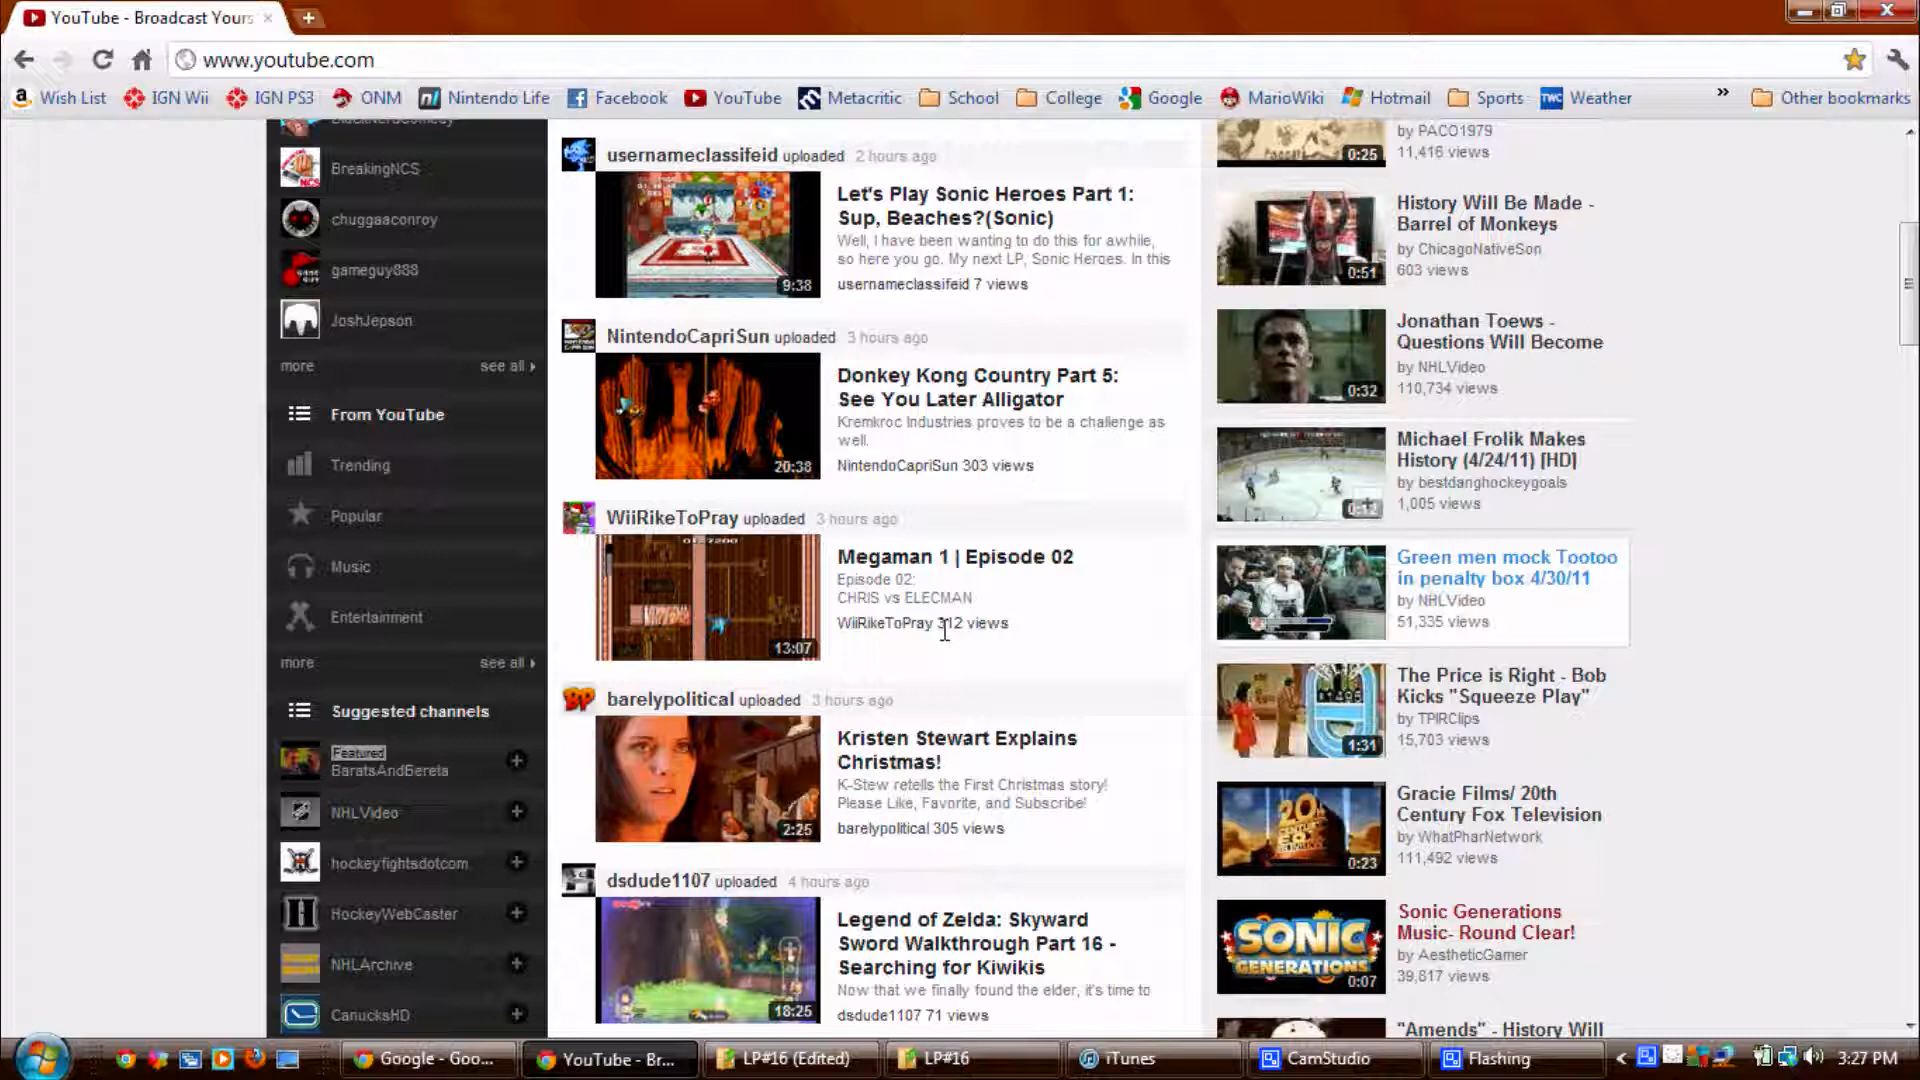 YouTube - Broadcast Yours
www.youtube.com
Wish List
IGN Wii
IGN PS3
ONM
Nintendo Life
Facebook
YouTube
Metacritic
School
College
Google
MarioWiki
Hotmail
Sports
TWC
Weather
»
Other bookmarks
BlackNerdComedy
BreakingNCS
chuggaaconroy
gameguy888
JoshJepson
more
see all
From YouTube
Trending
Popular
Music
Entertainment
more
see all
Suggested channels
Featured
BaratsAndBereta
NHLVideo
hockeyfightsdotcom
HockeyWebCaster
NHLArchive
CanucksHD
usernameclassifeid uploaded 2 hours ago
9:38
Let's Play Sonic Heroes Part 1:
Sup, Beaches?(Sonic)
Well, I have been wanting to do this for awhile,
so here you go. My next LP, Sonic Heroes. In this
usernameclassifeid 7 views
NintendoCapriSun uploaded 3 hours ago
20:38
Donkey Kong Country Part 5:
See You Later Alligator
Kremkroc Industries proves to be a challenge as
well.
NintendoCapriSun 303 views
WiiRikeToPray uploaded 3 hours ago
13:07
Megaman 1 | Episode 02
Episode 02:
CHRIS vs ELECMAN
WiiRikeToPray 312 views
BP
barelypolitical uploaded 3 hours ago
2:25
Kristen Stewart Explains
Christmas!
K-Stew retells the First Christmas story!
Please Like, Favorite, and Subscribe!
barelypolitical 305 views
dsdude1107 uploaded 4 hours ago
18:25
Legend of Zelda: Skyward
Sword Walkthrough Part 16 -
Searching for Kiwikis
Now that we finally found the elder, it's time to
dsdude1107 71 views
0:25
by PACO1979
11,416 views
0:51
History Will Be Made -
Barrel of Monkeys
by ChicagoNativeSon
603 views
0:32
Jonathan Toews -
Questions Will Become
by NHLVideo
110,734 views
Michael Frolik Makes
History (4/24/11) [HD]
by bestdanghockeygoals
1,005 views
Green men mock Tootoo
in penalty box 4/30/11
by NHLVideo
51,335 views
1:31
The Price is Right - Bob
Kicks "Squeeze Play"
by TPIRClips
15,703 views
20th
CENTURY
FOX
0:23
Gracie Films/ 20th
Century Fox Television
by WhatPharNetwork
111,492 views
SONIC
GENERATIONS
0:07
Sonic Generations
Music- Round Clear!
by AestheticGamer
39,817 views
"Amends" - History Will
Google - Goo...
YouTube - Br...
LP#16 (Edited)
LP#16
iTunes
CamStudio
Flashing
3:27 PM